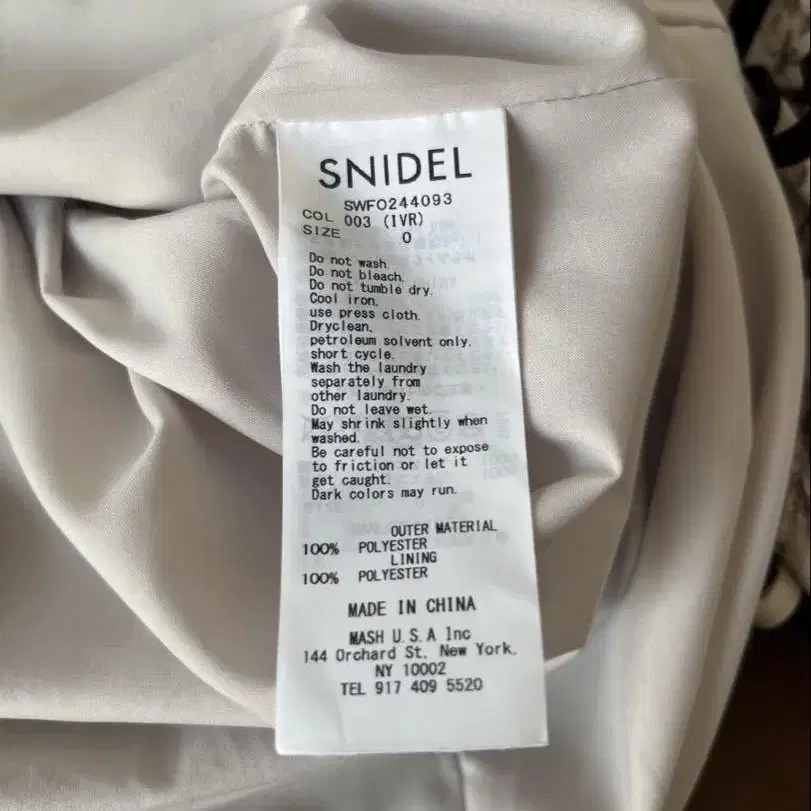 SNIDEL
SWFO244093
COL 003 (IVR)
SIZE 0
Do not wash.
Do not bleach.
Do not tumble dry.
Cool iron,
use press cloth.
Dryclean,
petroleum solvent only.
short cycle.
Wash the laundry
separately from
other laundry.
Do not leave wet.
May shrink slightly when
washed.
Be careful not to expose
to friction or let it
get caught.
Dark colors may run.
OUTER MATERIAL
100% POLYESTER
LINING
100% POLYESTER
MADE IN CHINA
MASH U.S.A Inc
144 Orchard St. New York,
NY 10002
TEL 917 409 5520